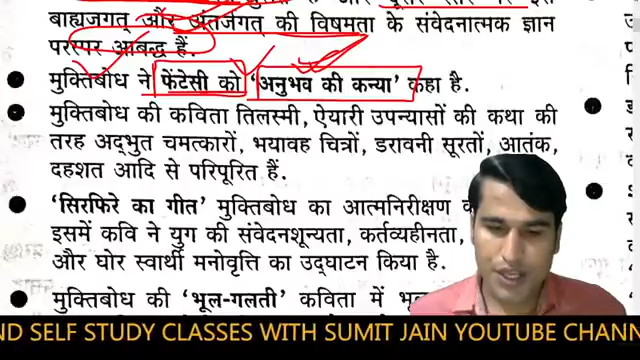 बाह्यजगत् और अंतर्जगत् की विषमता के संवेदनात्मक ज्ञान
परस्पर आबद्ध हैं.
मुक्तिबोध ने फेंटेसी को 'अनुभव की कन्या' कहा है.
मुक्तिबोध की कविता तिलस्मी, ऐयारी उपन्यासों की कथा की
तरह अद्‌भुत चमत्कारों, भयावह चित्रों, डरावनी सूरतों, आतंक,
दहशत आदि से परिपूरित हैं.
'सिरफिरे का गीत' मुक्तिबोध का आत्मनिरीक्षण
इसमें कवि ने युग की संवेदनशून्यता, कर्तव्यहीनता,
और घोर स्वार्थी मनोवृत्ति का उद्‌घाटन किया है.
मुक्तिबोध की 'भूल-गलती' कविता में
ND SELF STUDY CLASSES WITH SUMIT JAIN YOUTUBE CHANN